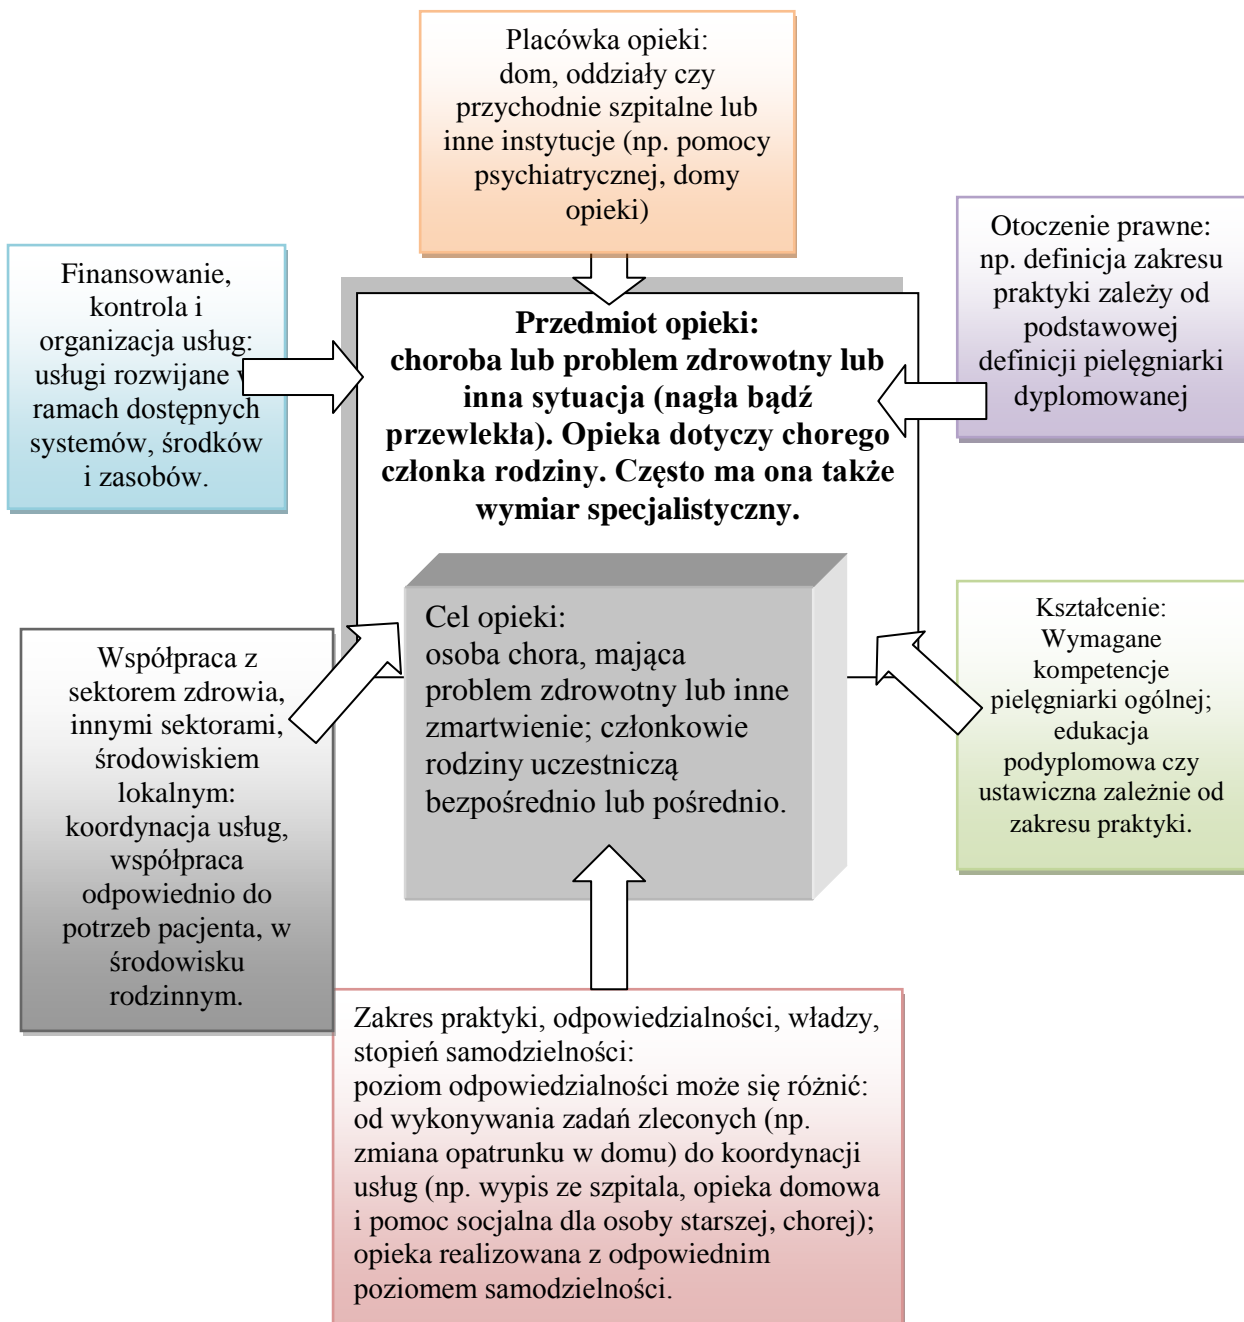 Placówka opieki:
dom, oddziały czy
przychodnie szpitalne lub
inne instytucje (np. pomocy
psychiatrycznej, domy
opieki)
Finansowanie,
kontrola i
organizacja usług:
usługi rozwijane
ramach dostępnych
systemów, środków
i zasobów.
Przedmiot opieki:
choroba lub problem zdrowotny lub
inna sytuacja (nagła bądź
przewlekła). Opieka dotyczy chorego
członka rodziny. Często ma ona także
wymiar specjalistyczny.
Otoczenie prawne:
np. definicja zakresu
praktyki zależy od
podstawowej
definicji pielęgniarki
dyplomowanej
Współpraca z
sektorem zdrowia,
innymi sektorami,
środowiskiem
lokalnym:
koordynacja usług,
współpraca
odpowiednio do
potrzeb pacjenta, w
środowisku
rodzinnym.
Cel opieki:
osoba chora, mająca
problem zdrowotny lub inne
zmartwienie; członkowie
rodziny uczestniczą
bezpośrednio lub pośrednio.
Kształcenie:
Wymagane
kompetencje
pielęgniarki ogólnej;
edukacja
podyplomowa czy
ustawiczna zależnie od
zakresu praktyki.
Zakres praktyki, odpowiedzialności, władzy,
stopień samodzielności:
poziom odpowiedzialności może się różnić:
od wykonywania zadań zleconych (np.
zmiana opatrunku w domu) do koordynacji
usług (np. wypis ze szpitala, opieka domowa
i pomoc socjalna dla osoby starszej, chorej);
opieka realizowana z odpowiednim
poziomem samodzielności.